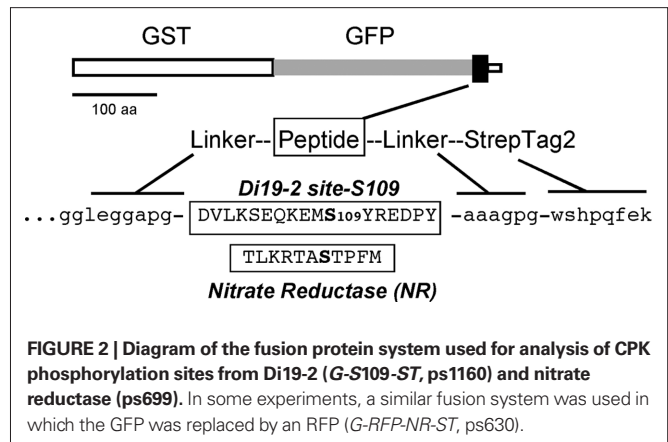 GST GFP
100 aa
Linker--Peptide--Linker--StrepTag2
Di19-2 site-S109
...ggleggapg- DVLKSEQKEMS109YREDPY -aaagpg-wshpqfek
TLKRTASTPFM
Nitrate Reductase (NR)
FIGURE 2 | Diagram of the fusion protein system used for analysis of CPK
phosphorylation sites from Di19-2 (G-S109-ST, ps1160) and nitrate
reductase (ps699). In some experiments, a similar fusion system was used in
which the GFP was replaced by an RFP (G-RFP-NR-ST, ps630).